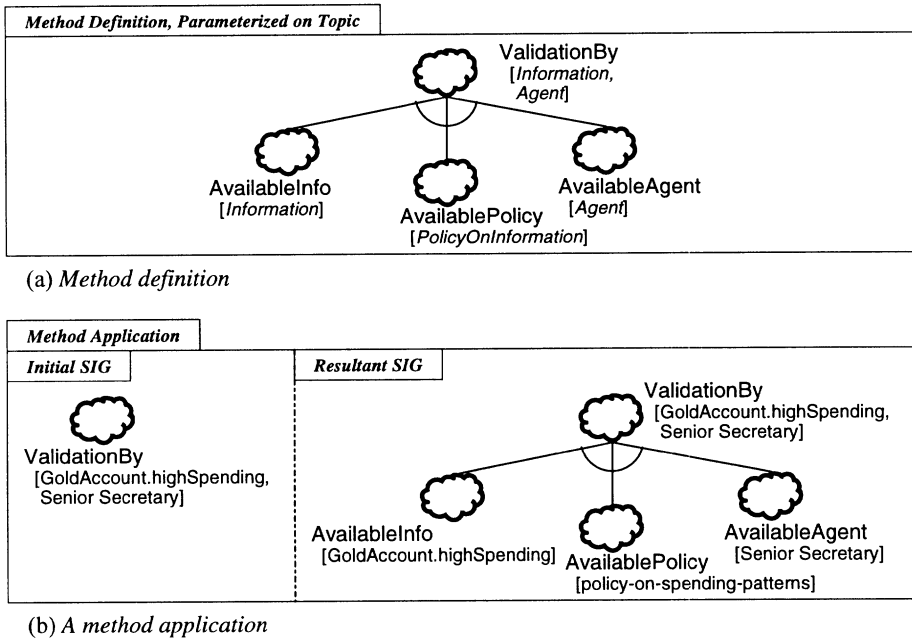 Method Definition, Parameterized on Topic
ValidationBy
[Information,
Agent]
AvailableInfo
[Information]
AvailablePolicy
[PolicyOnInformation]
AvailableAgent
[Agent]
(a) Method definition
Method Application
Initial SIG
ValidationBy
[GoldAccount.highSpending,
Senior Secretary]
Resultant SIG
ValidationBy
[GoldAccount.highSpending,
Senior Secretary]
AvailableInfo
[GoldAccount.highSpending]
AvailablePolicy
[policy-on-spending-patterns]
AvailableAgent
[Senior Secretary]
(b) A method application